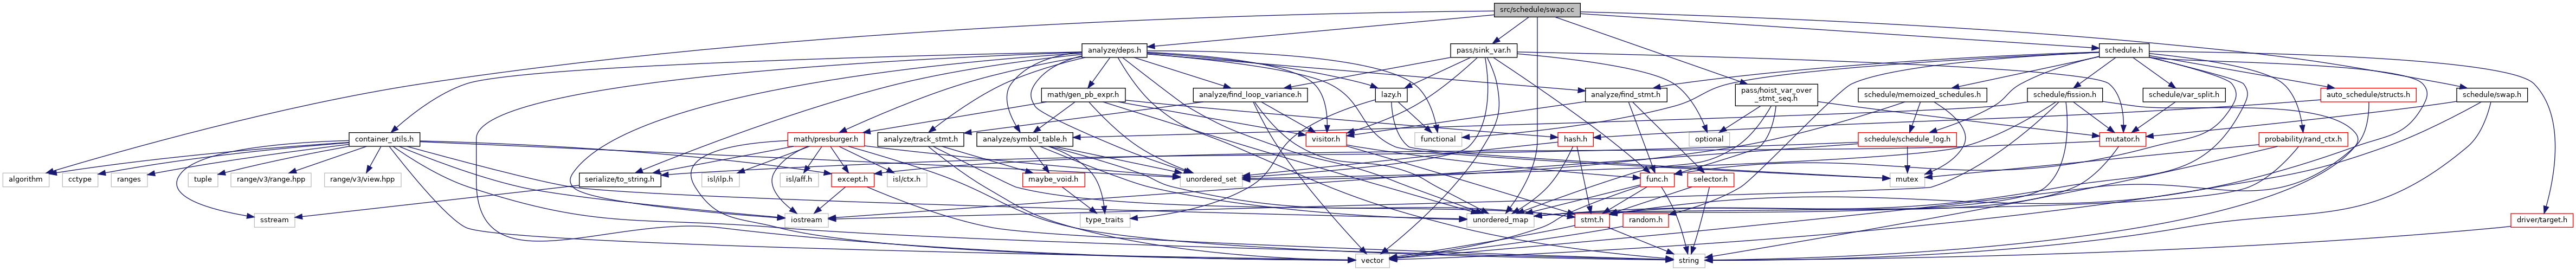 src/schedule/swap.cc
analyze/deps.h
pass/sink_var.h
schedule.h
math/gen_pb_expr.h
analyze/find_loop_variance.h
lazy.h
analyze/find_stmt.h
pass/hoist_var_over
_stmt_seq.h
schedule/memoized_schedules.h
schedule/fission.h
schedule/var_split.h
auto_schedule/structs.h
schedule/swap.h
container_utils.h
math/presburger.h
analyze/track_stmt.h
analyze/symbol_table.h
visitor.h
functional
hash.h
optional
schedule/schedule_log.h
mutator.h
probability/rand_ctx.h
algorithm
cctype
ranges
tuple
range/v3/range.hpp
range/v3/view.hpp
serialize/to_string.h
isl/ilp.h
isl/aff.h
except.h
isl/ctx.h
maybe_void.h
unordered_set
func.h
selector.h
mutex
sstream
iostream
type_traits
unordered_map
stmt.h
random.h
driver/target.h
vector
string